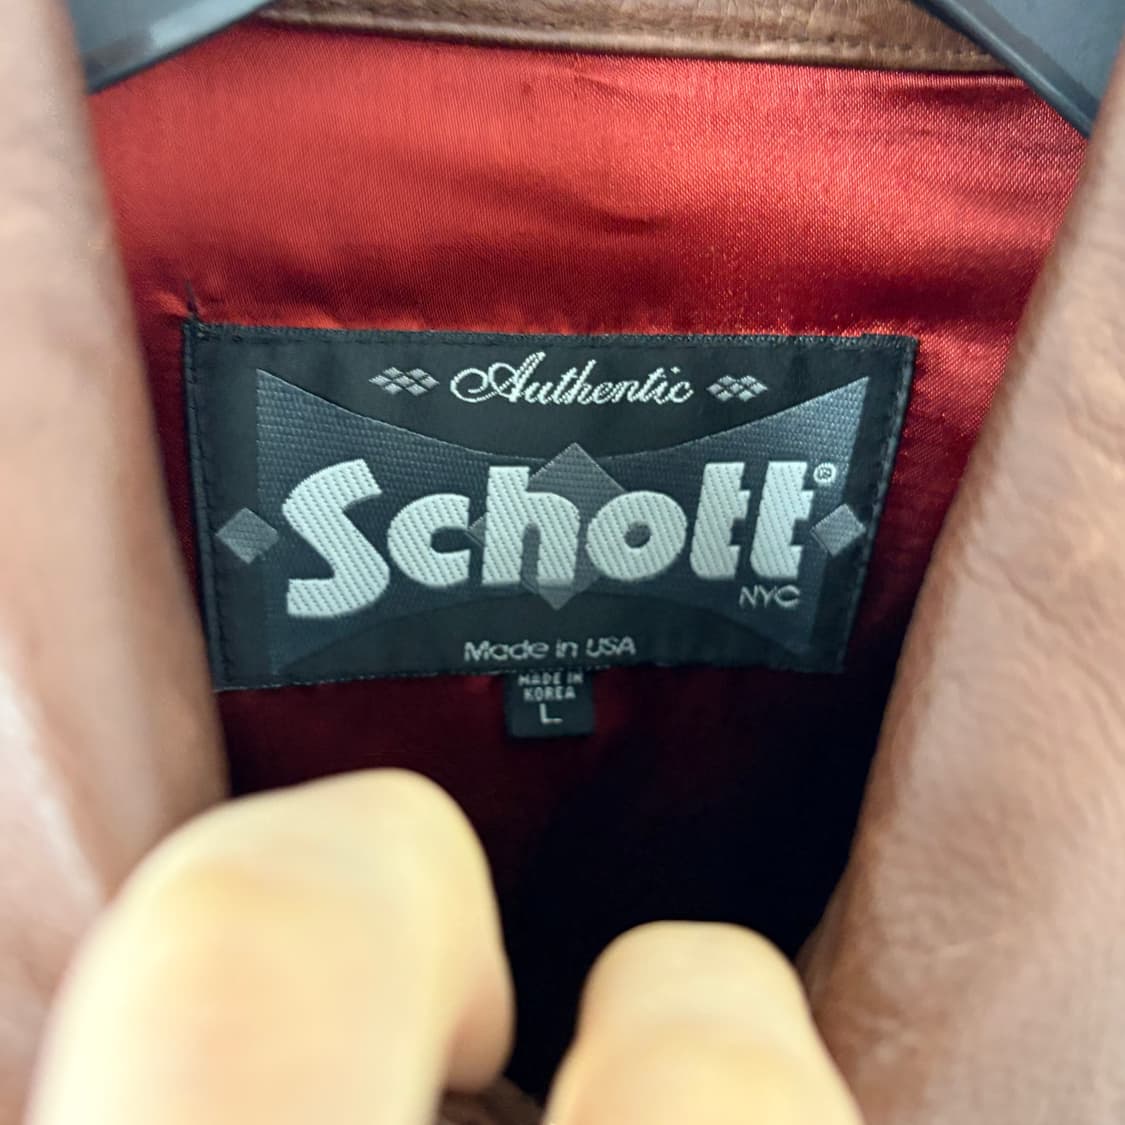 Authentic
Schott®
NYC
Made in USA
MADE IN
KOREA
L